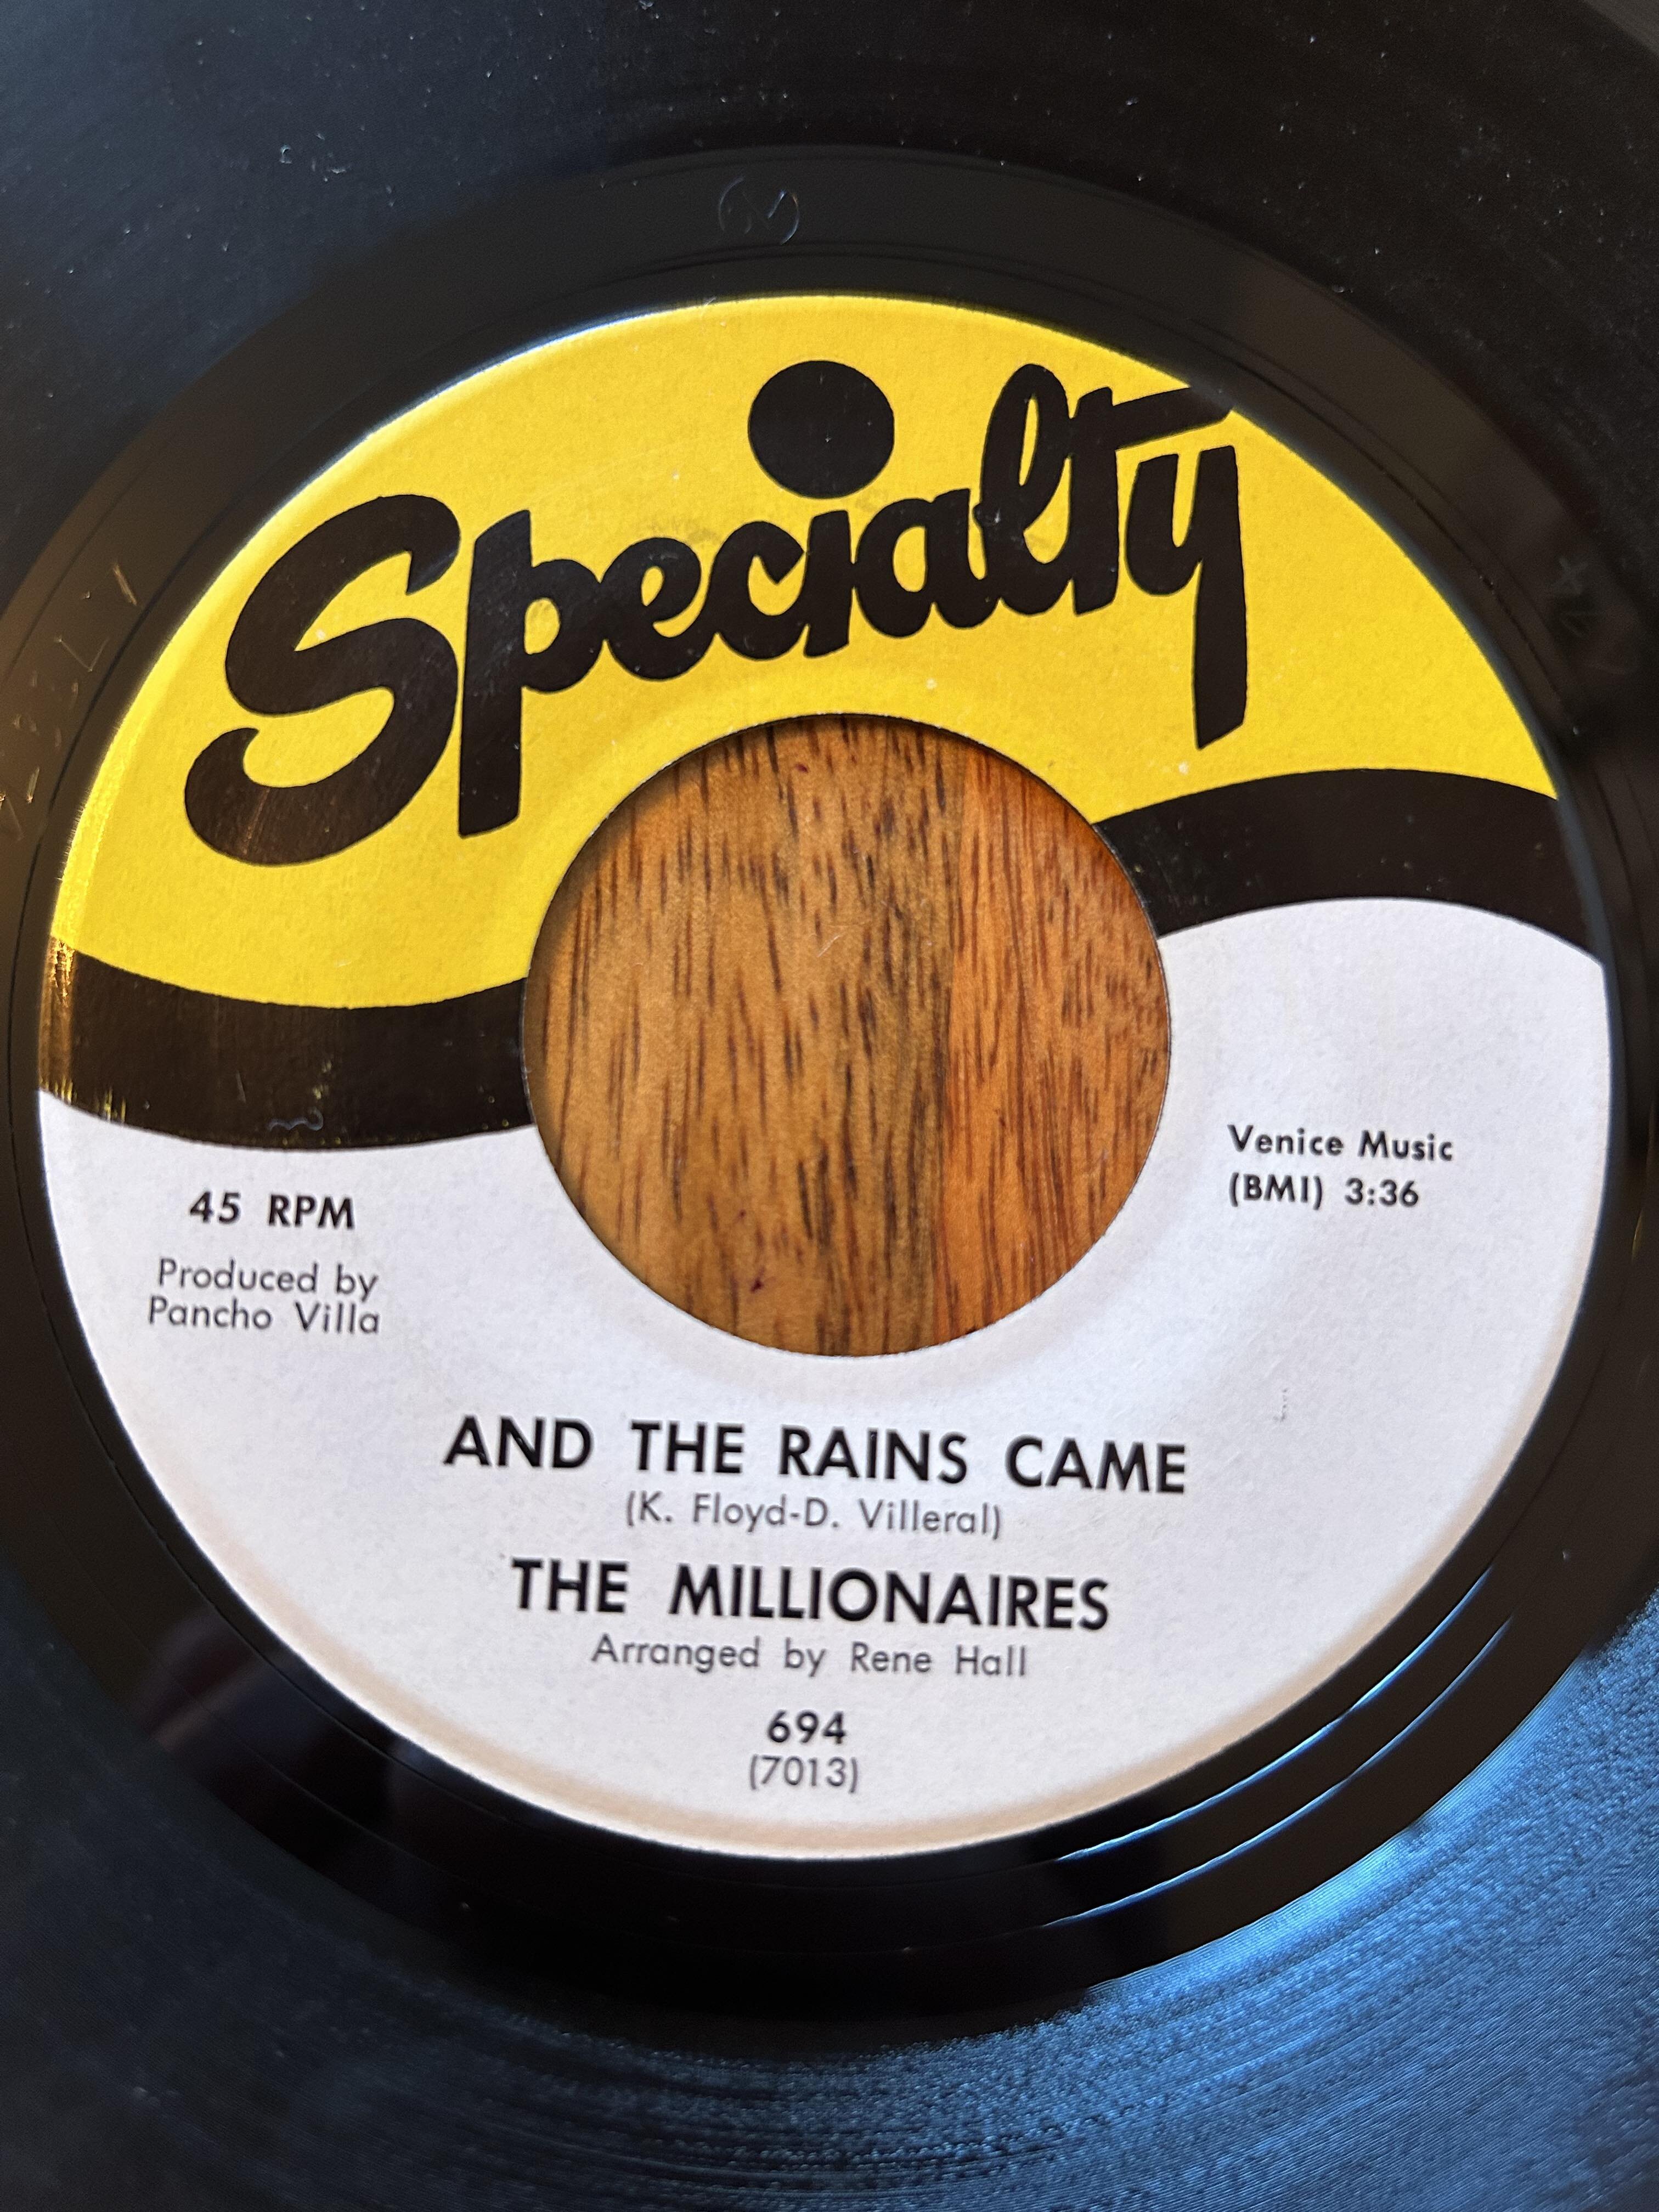 Specialty
45 RPM
Produced by
Pancho Villa
Venice Music
(BMI) 3:36
AND THE RAINS CAME
(K. Floyd-D. Villeral)
THE MILLIONAIRES
Arranged by Rene Hall
694
(7013)